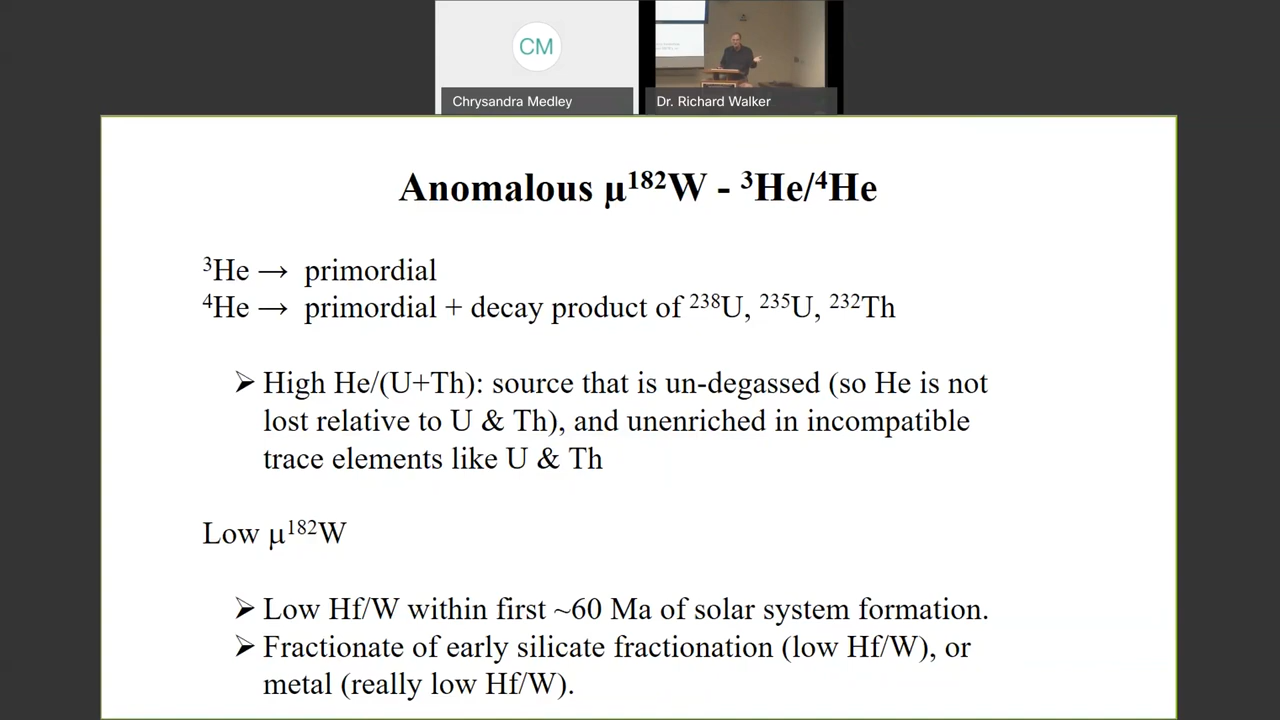 CM
Chrysandra Medley
Dr. Richard Walker
Anomalous μ¹⁸²W - ³He/⁴He
³He → primordial
⁴He → primordial + decay product of ²³⁸U, ²³⁵U, ²³²Th
➢ High He/(U+Th): source that is un-degassed (so He is not
lost relative to U & Th), and unenriched in incompatible
trace elements like U & Th
Low μ¹⁸²W
➢ Low Hf/W within first ~60 Ma of solar system formation.
➢ Fractionate of early silicate fractionation (low Hf/W), or
metal (really low Hf/W).